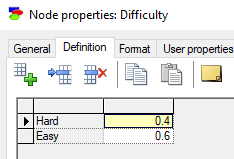 Node properties: Difficulty
General Definition Format User properties
Hard 0.4
Easy 0.6